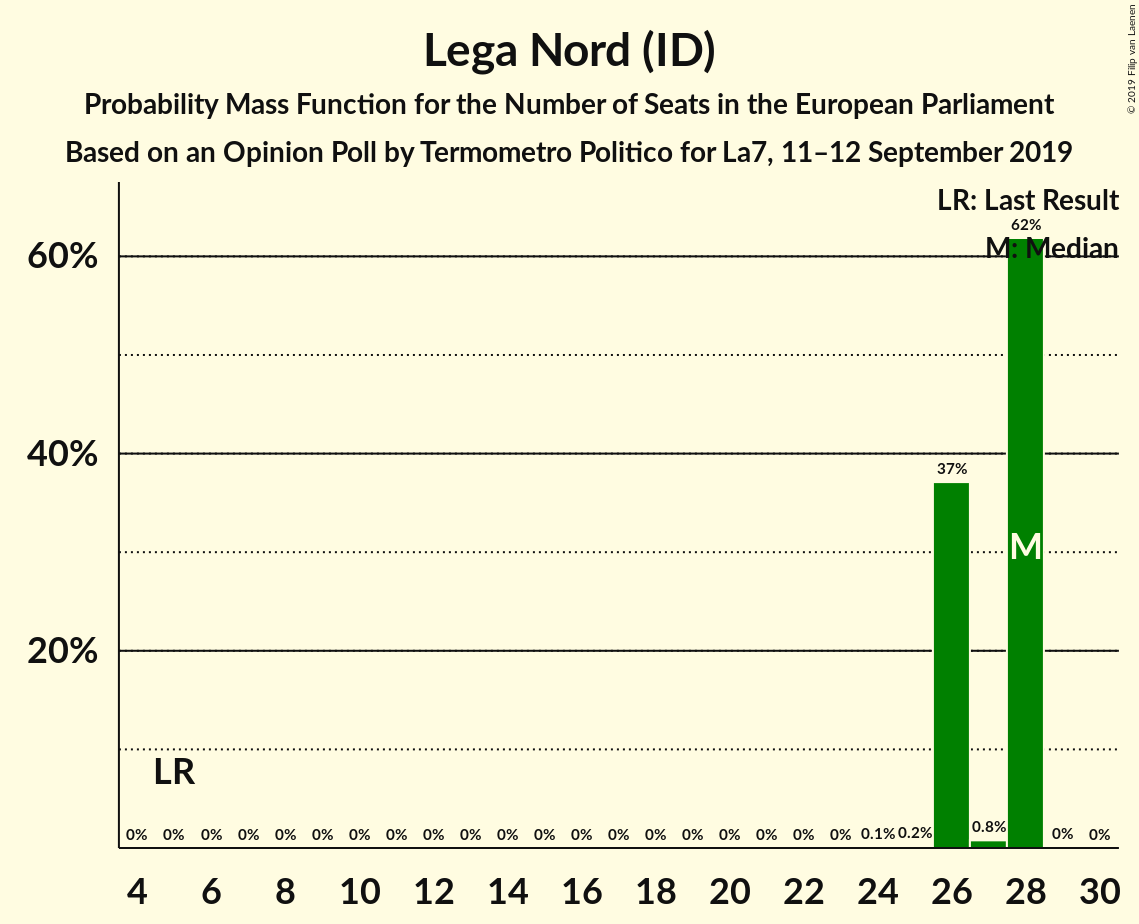 Lega Nord (ID)
Probability Mass Function for the Number of Seats in the European Parliament
Based on an Opinion Poll by Termometro Politico for La7, 11–12 September 2019
© 2019 Filip van Laenen
LR: Last Result
62%
M: Median
60%
40%
37%
M
20%
LR
0% 0% 0% 0% 0% 0% 0% 0% 0% 0% 0% 0% 0% 0% 0% 0% 0% 0% 0% 0% 0.1% 0.2% 0.8% 0% 0%
4 6 8 10 12 14 16 18 20 22 24 26 28 30